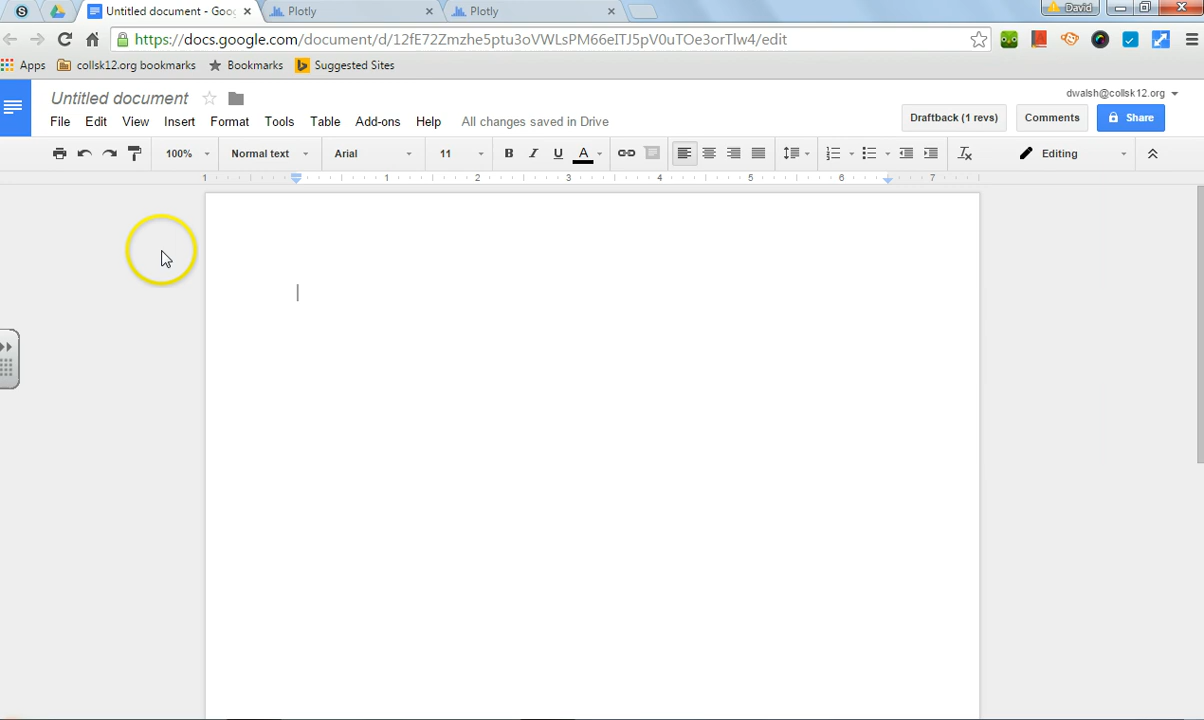 Untitled document - Goo Plotly Plotly David
https://docs.google.com/document/d/12fE72Zmzhe5ptu3oVWLsPM66eITJ5pV0uTOe3orTlw4/edit
Apps collsk12.org bookmarks Bookmarks Suggested Sites
Untitled document dwalsh@collsk12.org
File Edit View Insert Format Tools Table Add-ons Help All changes saved in Drive Draftback (1 revs) Comments Share
100% Normal text Arial 11 B I U A Editing
1 1 2 3 4 5 6 7